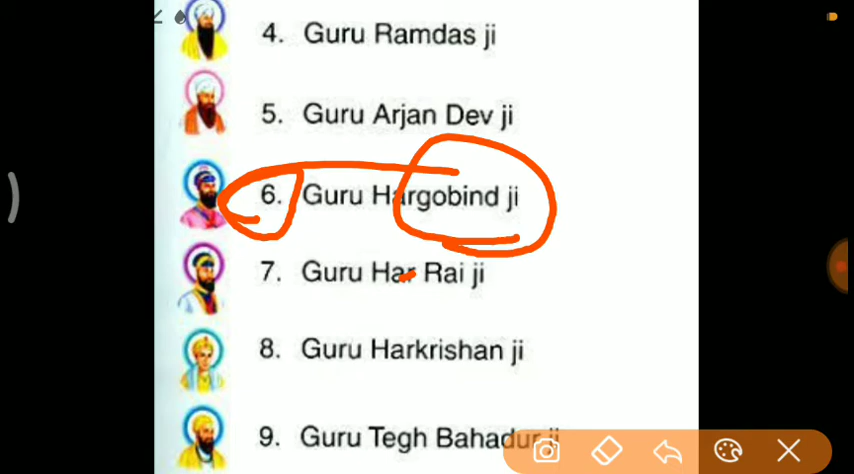 4. Guru Ramdas ji
5. Guru Arjan Dev ji
6. Guru Hargobind ji
7. Guru Har Rai ji
8. Guru Harkrishan ji
9. Guru Tegh Bahadur ji